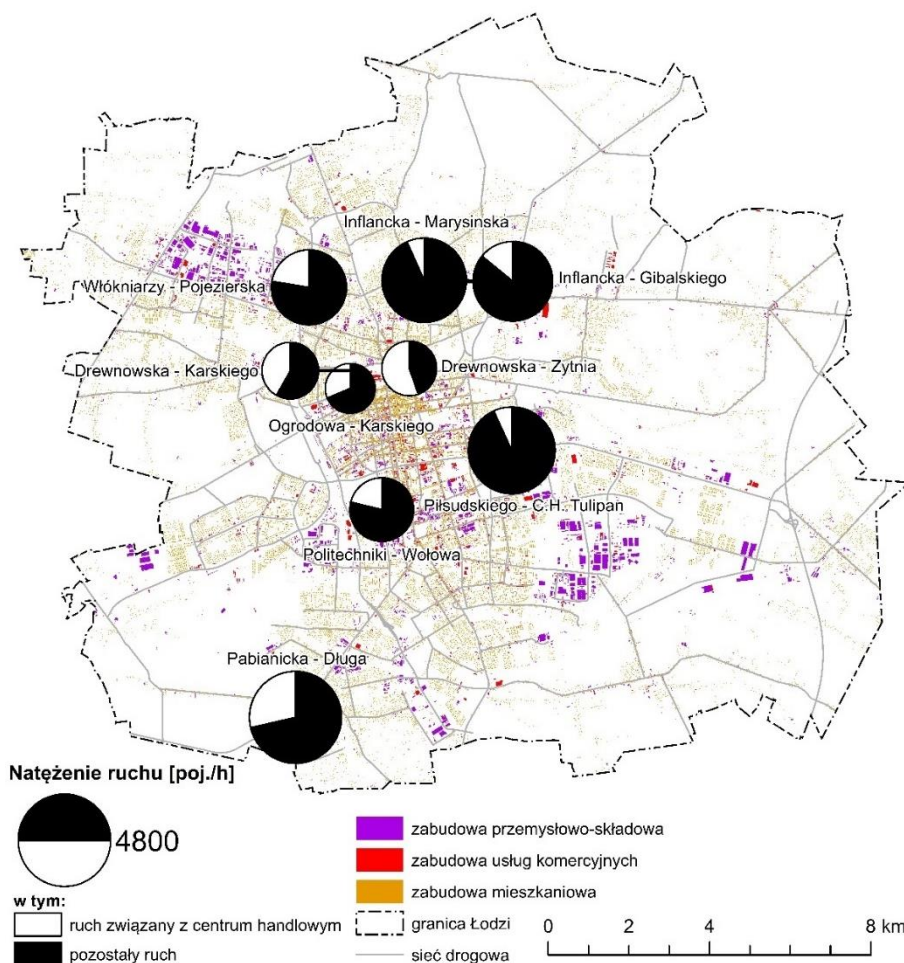 Inflancka - Marysinska
Włókniarzy - Pojezierska
Inflancka - Gibalskiego
Drewnowska - Karskiego
Drewnowska - Zytnia
Ogrodowa - Karskiego
Piłsudskiego - C.H. Tulipan
Politechniki - Wołowa
Pabianicka - Długa
Natężenie ruchu [poj./h]
4800
w tym:
ruch związany z centrum handlowym
pozostały ruch
zabudowa przemysłowo-składowa
zabudowa usług komercyjnych
zabudowa mieszkaniowa
granica Łodzi
sieć drogowa
0 2 4 8 km